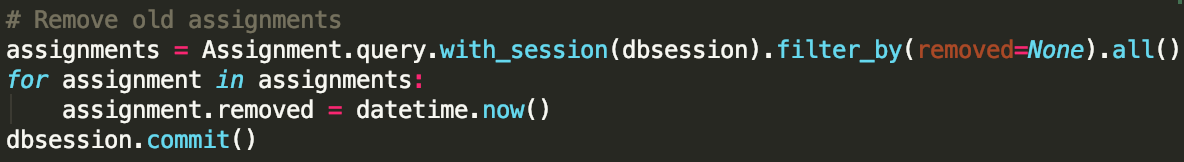 # Remove old assignments
assignments = Assignment.query.with_session(dbsession).filter_by(removed=None).all()
for assignment in assignments:
    assignment.removed = datetime.now()
dbsession.commit()